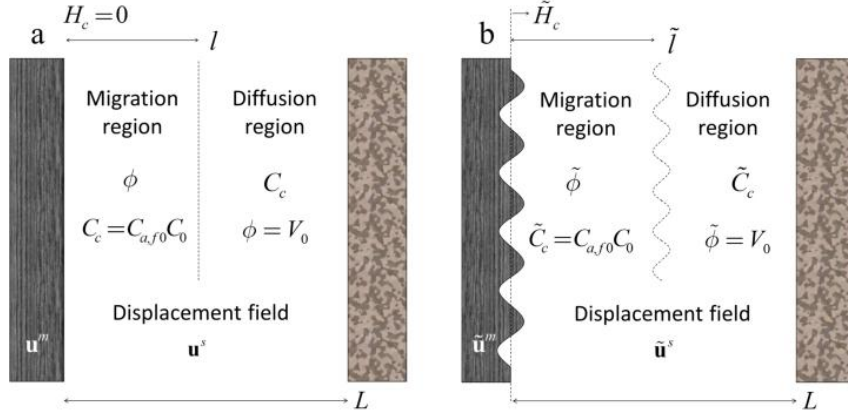 a
H_c = 0
l
Migration region
Diffusion region
ϕ
C_c
C_c = C_{a,f0}C_0
ϕ = V_0
Displacement field
u^m
u^s
L
b
H̃_c
l̃
Migration region
Diffusion region
ϕ̃
C̃_c
C̃_c = C_{a,f0}C_0
ϕ̃ = V_0
Displacement field
ũ^m
ũ^s
L